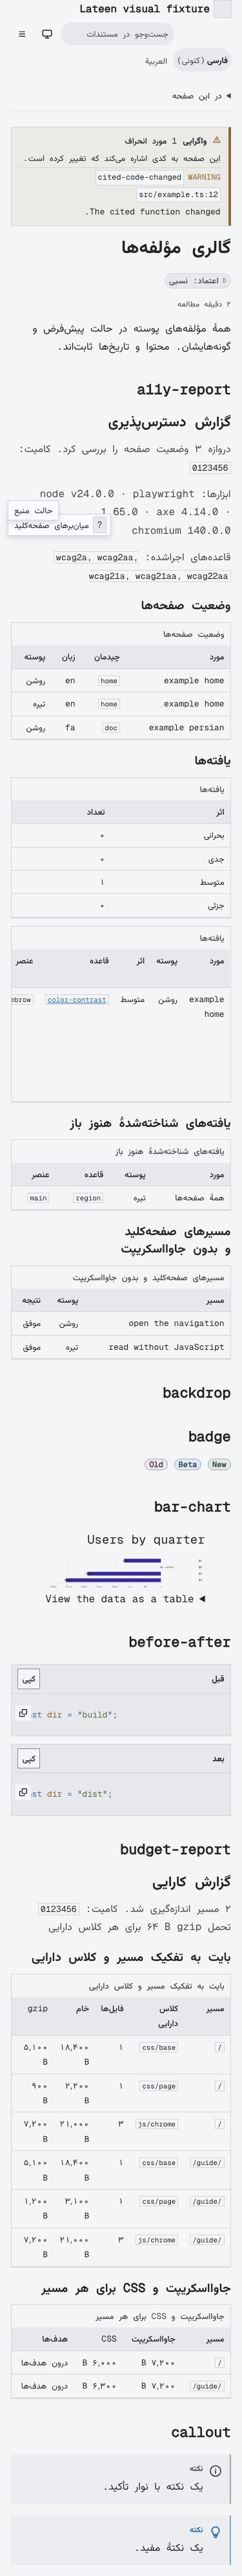 Lateen visual fixture
جست‌وجو در مستندات
فارسی (کنونی) العربية
در این صفحه
واگرایی 1 مورد انحراف
این صفحه به کدی اشاره می‌کند که تغییر کرده است.
WARNING cited-code-changed
src/example.ts:12
The cited function changed.
گالری مؤلفه‌ها
اعتماد: نسبی
۲ دقیقه مطالعه
همهٔ مؤلفه‌های پوسته در حالت پیش‌فرض و گونه‌هایشان. محتوا و تاریخ‌ها ثابت‌اند.
a11y-report
گزارش دسترس‌پذیری
دروازه ۳ وضعیت صفحه را بررسی کرد. کامیت:
0123456
ابزارها: node v24.0.0 · playwright
1.65.0 · axe 4.14.0 ·
chromium 140.0.0
حالت منبع
? میان‌برهای صفحه‌کلید
قاعده‌های اجراشده: wcag2a, wcag2aa,
wcag21a, wcag21aa, wcag22aa
وضعیت صفحه‌ها
وضعیت صفحه‌ها
مورد چیدمان زبان پوسته
example home home en روشن
example home home en تیره
example persian doc fa روشن
یافته‌ها
یافته‌ها
اثر تعداد
بحرانی ۰
جدی ۰
متوسط ۱
جزئی ۰
یافته‌ها
مورد پوسته اثر قاعده عنصر
example home روشن متوسط color-contrast
یافته‌های شناخته‌شدهٔ هنوز باز
یافته‌های شناخته‌شدهٔ هنوز باز
مورد پوسته قاعده عنصر
همهٔ صفحه‌ها تیره region main
مسیرهای صفحه‌کلید
و بدون جاوااسکریپت
مسیرهای صفحه‌کلید و بدون جاوااسکریپت
مسیر پوسته نتیجه
open the navigation روشن موفق
read without JavaScript تیره موفق
backdrop
badge
New Beta Old
bar-chart
Users by quarter
View the data as a table
before-after
قبل کپی
dir = "build";
بعد کپی
dir = "dist";
budget-report
گزارش کارایی
۲ مسیر اندازه‌گیری شد. کامیت: 0123456
تحمل ۶۴ B gzip برای هر کلاس دارایی
بایت به تفکیک مسیر و کلاس دارایی
بایت به تفکیک مسیر و کلاس دارایی
مسیر کلاس دارایی فایل‌ها خام gzip
/ css/base ۱ ۱۸,۴۰۰ B ۵,۱۰۰ B
/ css/page ۱ ۲,۲۰۰ B ۹۰۰ B
/ js/chrome ۳ ۲۱,۰۰۰ B ۷,۲۰۰ B
/guide/ css/base ۱ ۱۸,۴۰۰ B ۵,۱۰۰ B
/guide/ css/page ۱ ۳,۱۰۰ B ۱,۲۰۰ B
/guide/ js/chrome ۳ ۲۱,۰۰۰ B ۷,۲۰۰ B
جاوااسکریپت و CSS برای هر مسیر
جاوااسکریپت و CSS برای هر مسیر
مسیر جاوااسکریپت CSS هدف‌ها
/ ۷,۲۰۰ B ۶,۰۰۰ B درون هدف‌ها
/guide/ ۷,۲۰۰ B ۶,۳۰۰ B درون هدف‌ها
callout
نکته
یک نکته با نوار تأکید.
نکته
یک نکتهٔ مفید.